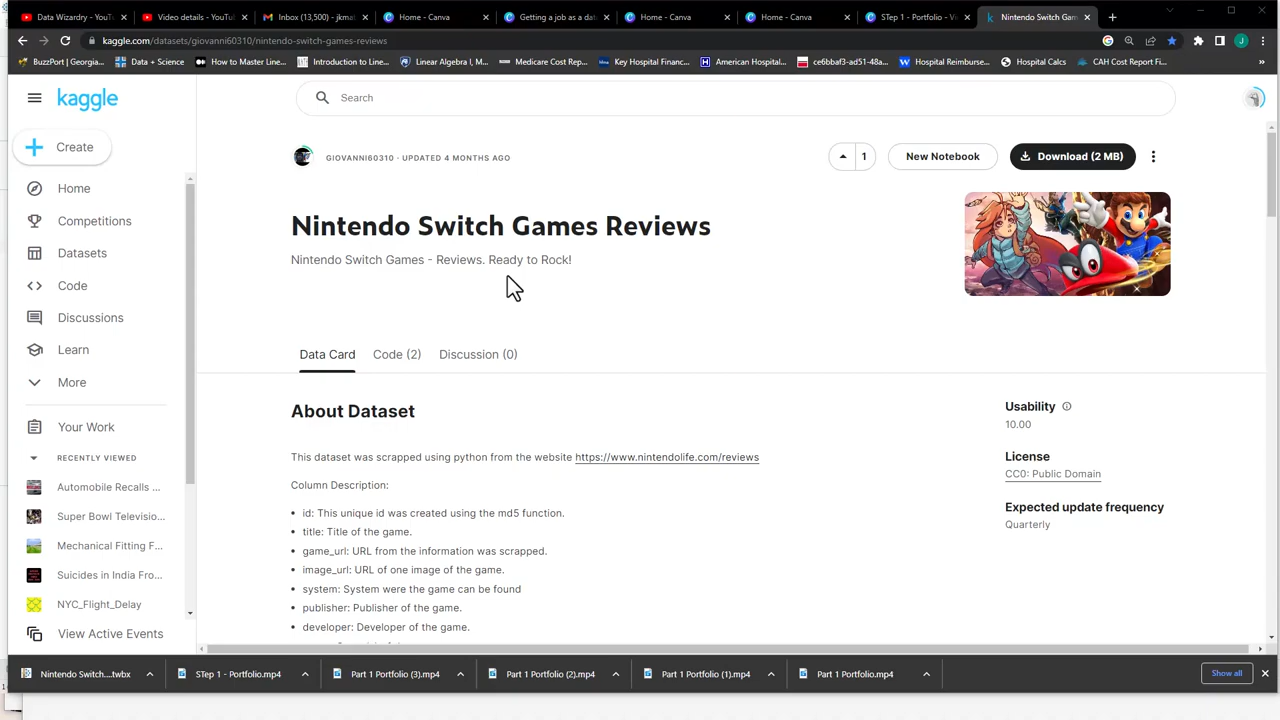 Data Wizardry - YouT
Video details - YouTul
Inbox (13,500) - jkmal
Home - Canva
Getting a job as a data
Home - Canva
Home - Canva
STep 1 - Portfolio - Vi
Nintendo Switch Gam
kaggle.com/datasets/giovanni60310/nintendo-switch-games-reviews
BuzzPort | Georgia...
Data + Science
How to Master Line...
Introduction to Line...
Linear Algebra I, M...
Medicare Cost Rep...
Key Hospital Financ...
American Hospital...
ce6bbaf3-ad51-48a...
Hospital Reimburse...
Hospital Calcs
CAH Cost Report Fi...
»
kaggle
Search
Create
Home
Competitions
Datasets
Code
Discussions
Learn
More
Your Work
RECENTLY VIEWED
Automobile Recalls ...
Super Bowl Televisio...
Mechanical Fitting F...
Suicides in India Fro...
NYC_Flight_Delay
View Active Events
GIOVANNI60310 · UPDATED 4 MONTHS AGO
1
New Notebook
Download (2 MB)
Nintendo Switch Games Reviews
Nintendo Switch Games - Reviews. Ready to Rock!
Data Card
Code (2)
Discussion (0)
About Dataset
This dataset was scrapped using python from the website https://www.nintendolife.com/reviews
Column Description:
• id: This unique id was created using the md5 function.
• title: Title of the game.
• game_url: URL from the information was scrapped.
• image_url: URL of one image of the game.
• system: System were the game can be found
• publisher: Publisher of the game.
• developer: Developer of the game.
Usability
10.00
License
CC0: Public Domain
Expected update frequency
Quarterly
Nintendo Switch....twbx
STep 1 - Portfolio.mp4
Part 1 Portfolio (3).mp4
Part 1 Portfolio (2).mp4
Part 1 Portfolio (1).mp4
Part 1 Portfolio.mp4
Show all